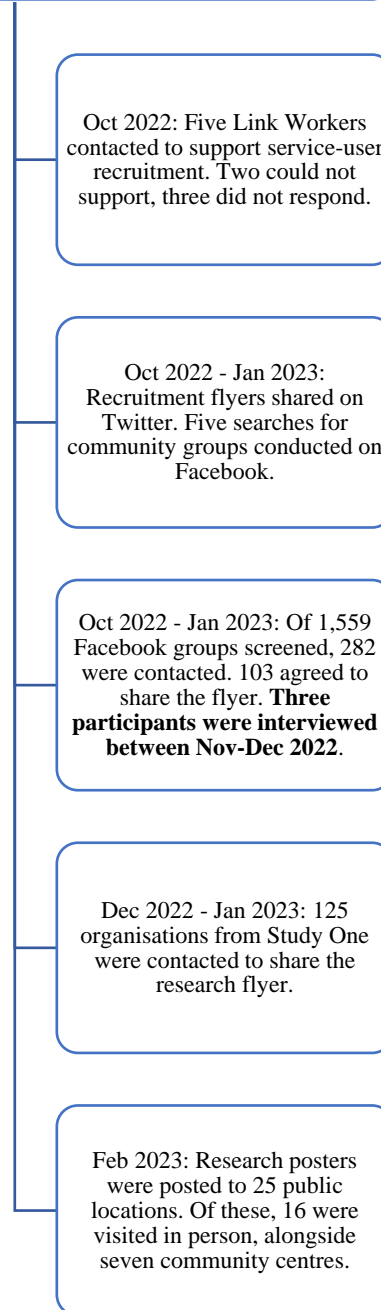 Oct 2022: Five Link Workers
contacted to support service-user
recruitment. Two could not
support, three did not respond.
Oct 2022 - Jan 2023:
Recruitment flyers shared on
Twitter. Five searches for
community groups conducted on
Facebook.
Oct 2022 - Jan 2023: Of 1,559
Facebook groups screened, 282
were contacted. 103 agreed to
share the flyer. Three
participants were interviewed
between Nov-Dec 2022.
Dec 2022 - Jan 2023: 125
organisations from Study One
were contacted to share the
research flyer.
Feb 2023: Research posters
were posted to 25 public
locations. Of these, 16 were
visited in person, alongside
seven community centres.